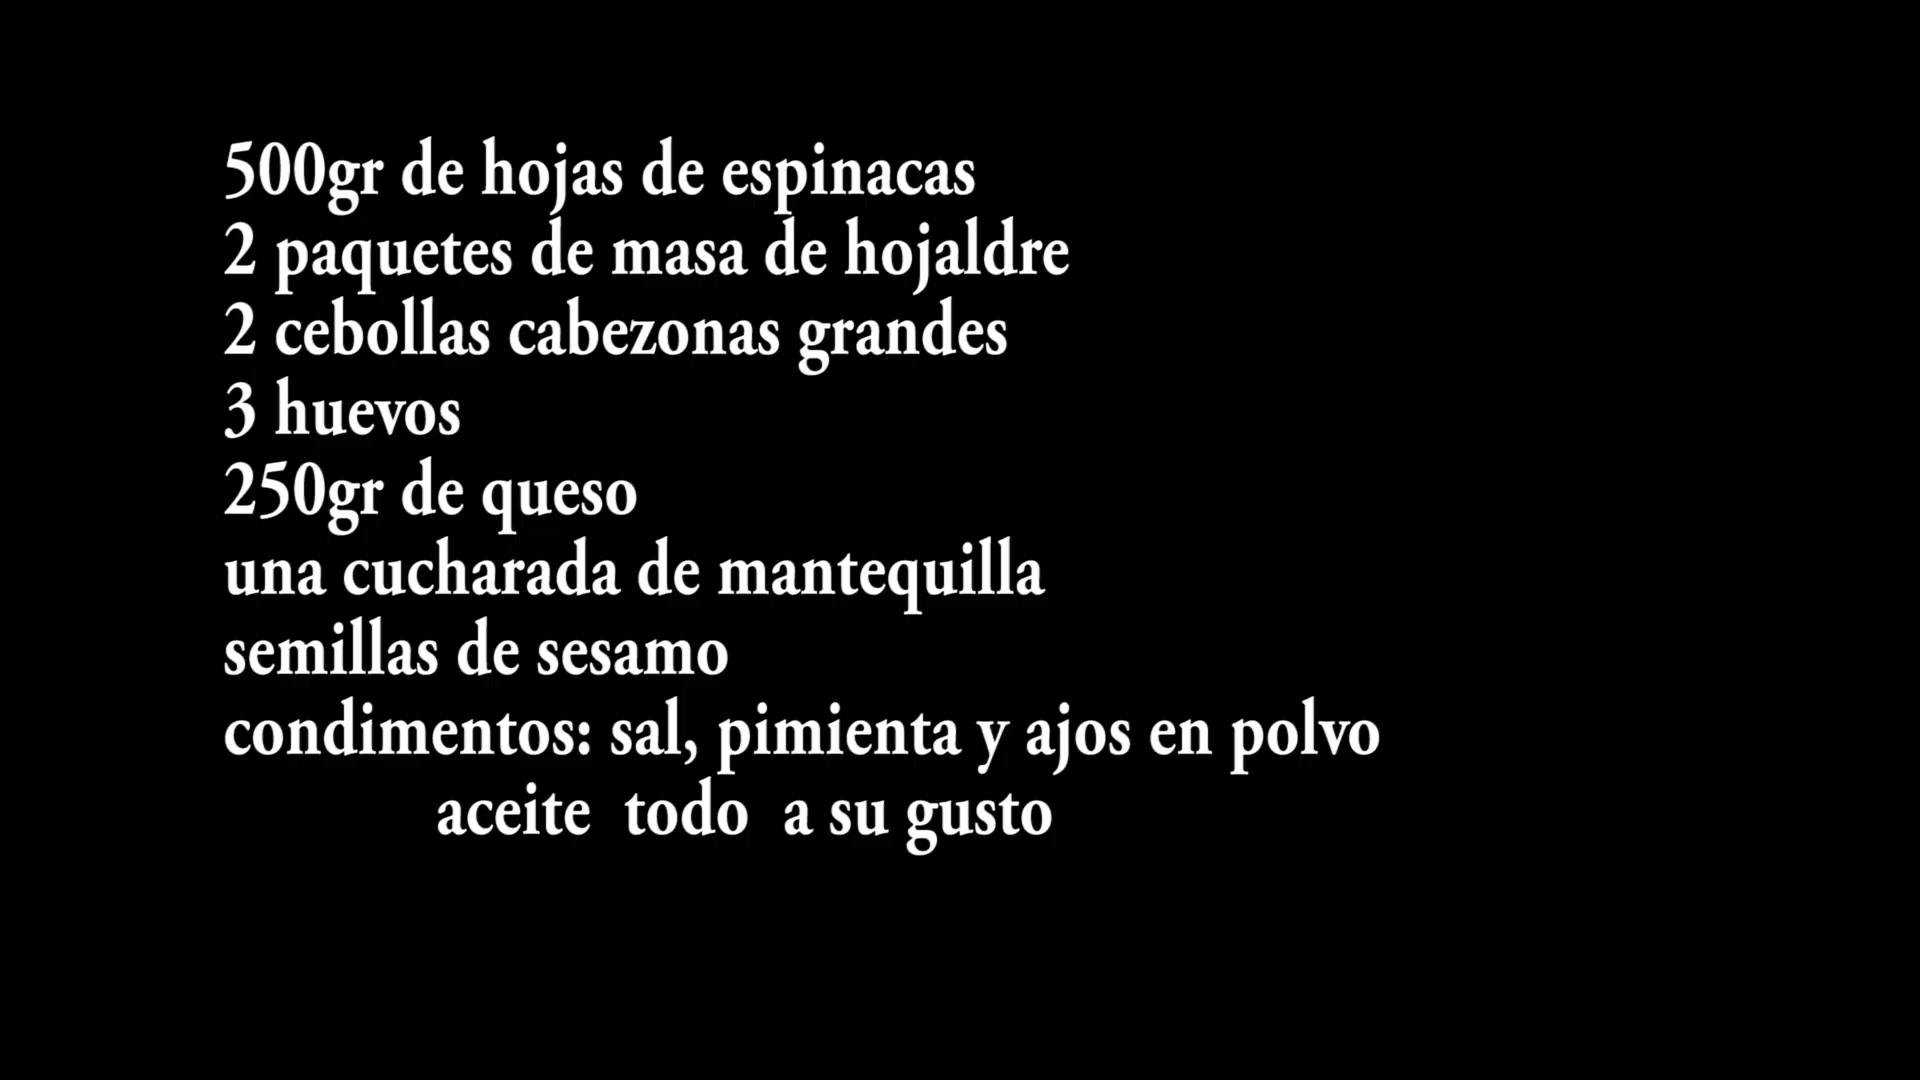 500gr de hojas de espinacas
2 paquetes de masa de hojaldre
2 cebollas cabezonas grandes
3 huevos
250gr de queso
una cucharada de mantequilla
semillas de sesamo
condimentos: sal, pimienta y ajos en polvo
aceite todo a su gusto